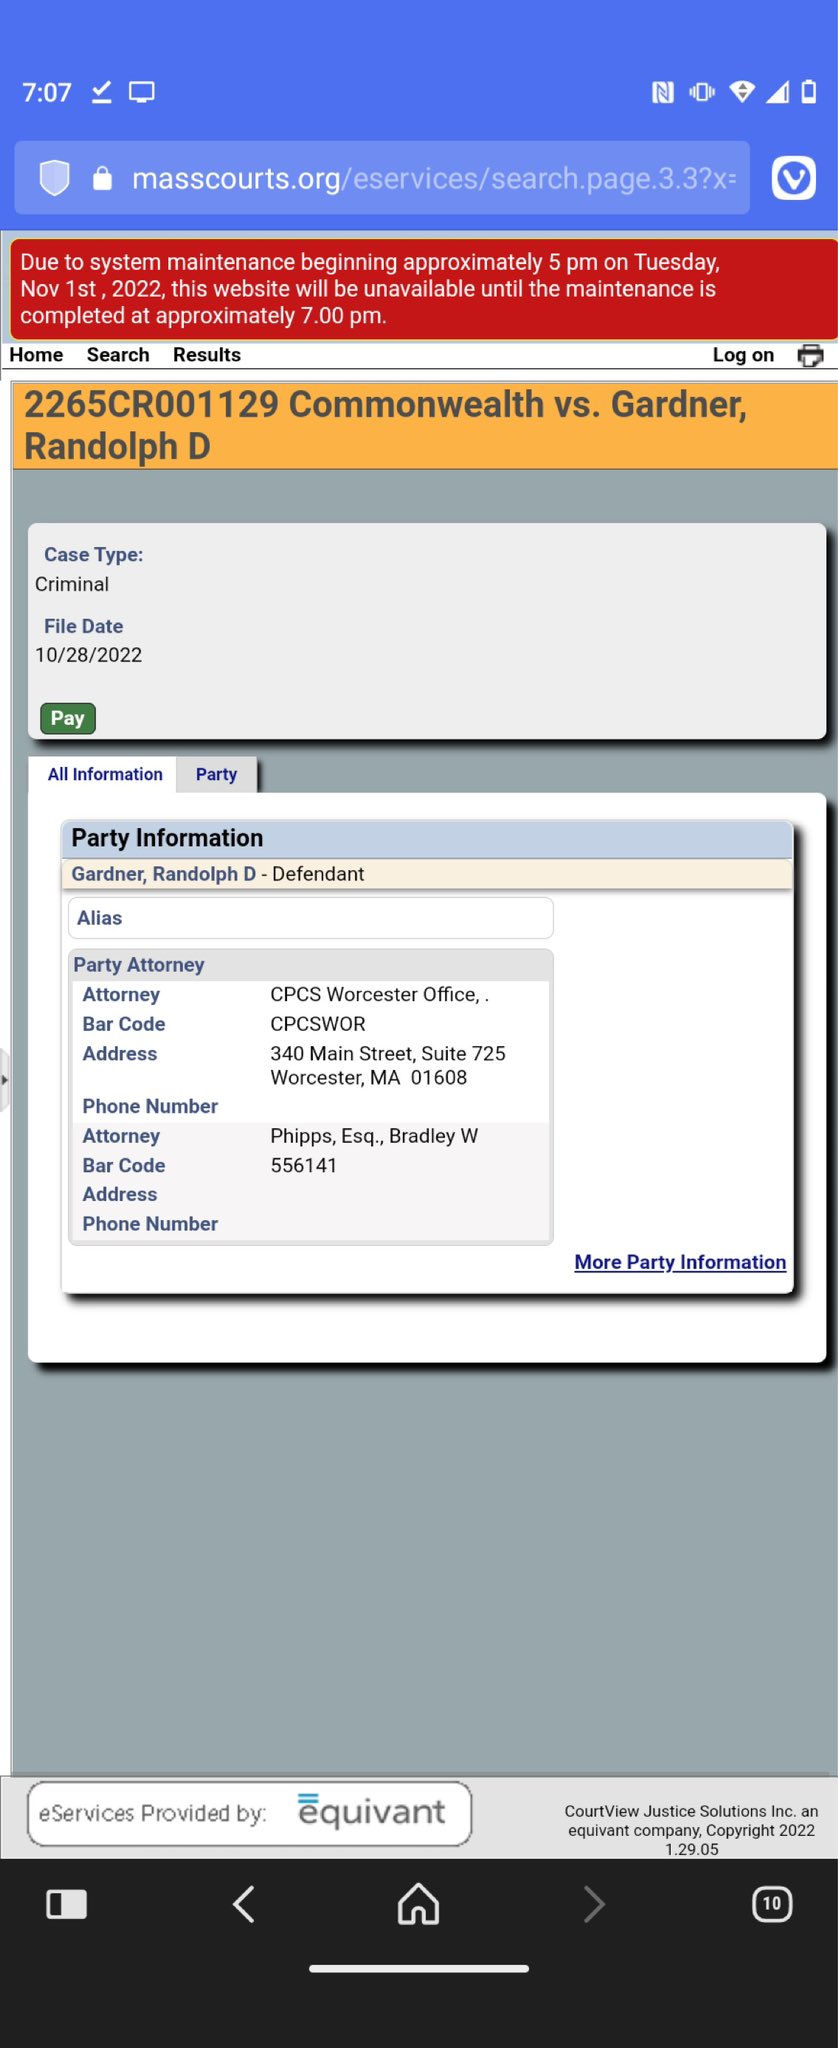 7:07
masscourts.org/eservices/search.page.3.3?x=
Due to system maintenance beginning approximately 5 pm on Tuesday,
Nov 1st , 2022, this website will be unavailable until the maintenance is
completed at approximately 7.00 pm.
Home Search Results Log on
2265CR001129 Commonwealth vs. Gardner,
Randolph D
Case Type:
Criminal
File Date
10/28/2022
Pay
All Information Party
Party Information
Gardner, Randolph D - Defendant
Alias
Party Attorney
Attorney CPCS Worcester Office, .
Bar Code CPCSWOR
Address 340 Main Street, Suite 725
Worcester, MA 01608
Phone Number
Attorney Phipps, Esq., Bradley W
Bar Code 556141
Address
Phone Number
More Party Information
eServices Provided by: equivant
CourtView Justice Solutions Inc. an
equivant company, Copyright 2022
1.29.05
10